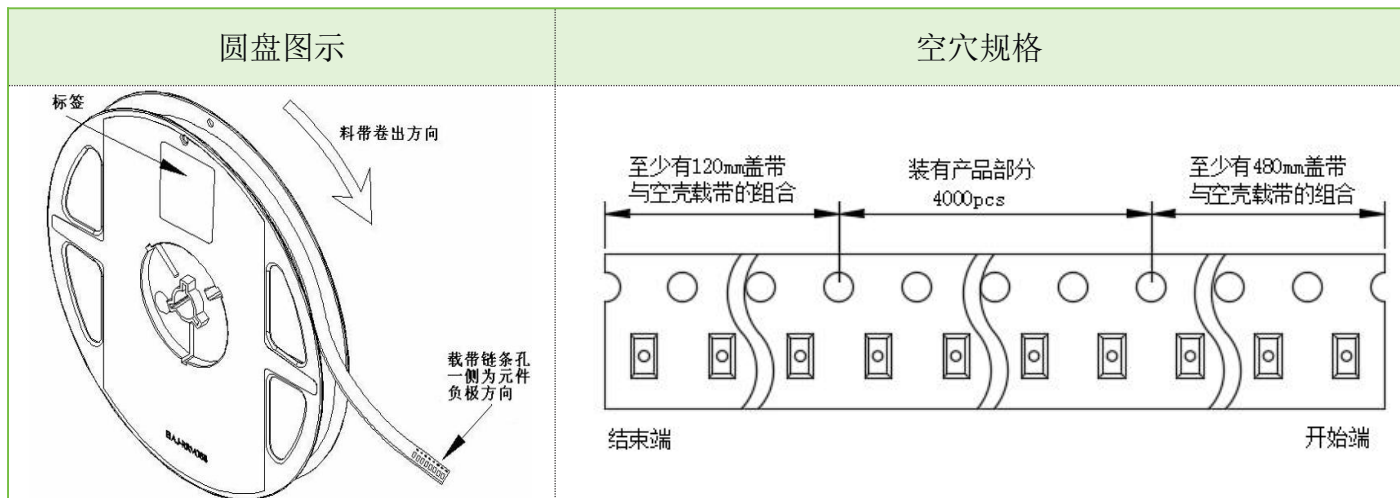 圆盘图示
空穴规格
标签
料带卷出方向
载带链条孔
一侧为元件
负极方向
至少有120mm盖带
与空壳载带的组合
装有产品部分
4000pcs
至少有480mm盖带
与空壳载带的组合
结束端
开始端